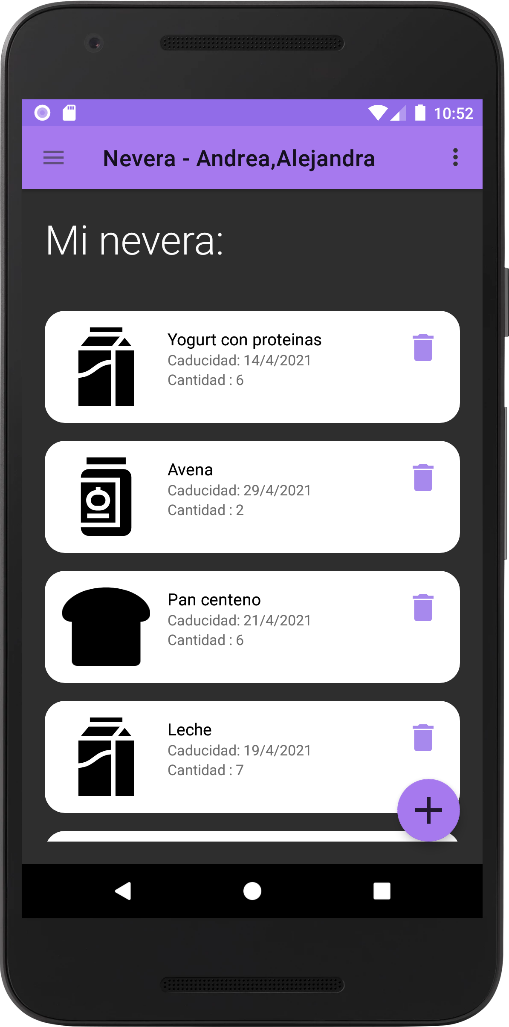 10:52
Nevera - Andrea,Alejandra
Mi nevera:
Yogurt con proteinas
Caducidad: 14/4/2021
Cantidad : 6
Avena
Caducidad: 29/4/2021
Cantidad : 2
Pan centeno
Caducidad: 21/4/2021
Cantidad : 6
Leche
Caducidad: 19/4/2021
Cantidad : 7